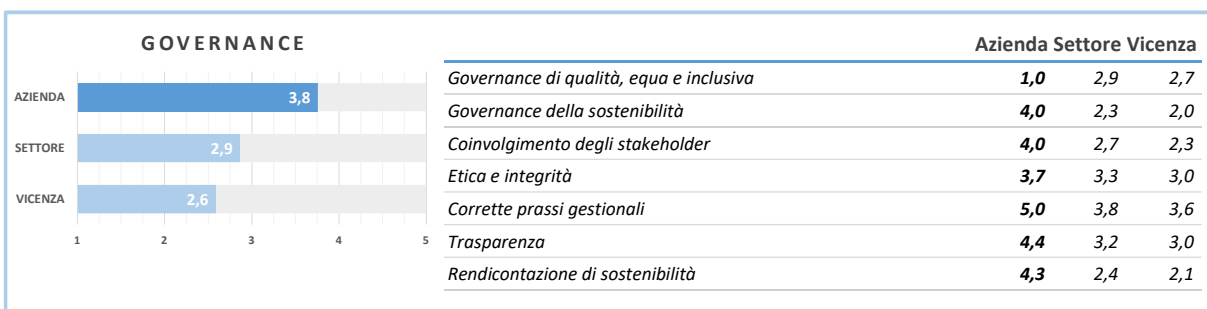 GOVERNANCE
AZIENDA 3,8
SETTORE 2,9
VICENZA 2,6
1 2 3 4 5
Azienda Settore Vicenza
Governance di qualità, equa e inclusiva 1,0 2,9 2,7
Governance della sostenibilità 4,0 2,3 2,0
Coinvolgimento degli stakeholder 4,0 2,7 2,3
Etica e integrità 3,7 3,3 3,0
Corrette prassi gestionali 5,0 3,8 3,6
Trasparenza 4,4 3,2 3,0
Rendicontazione di sostenibilità 4,3 2,4 2,1